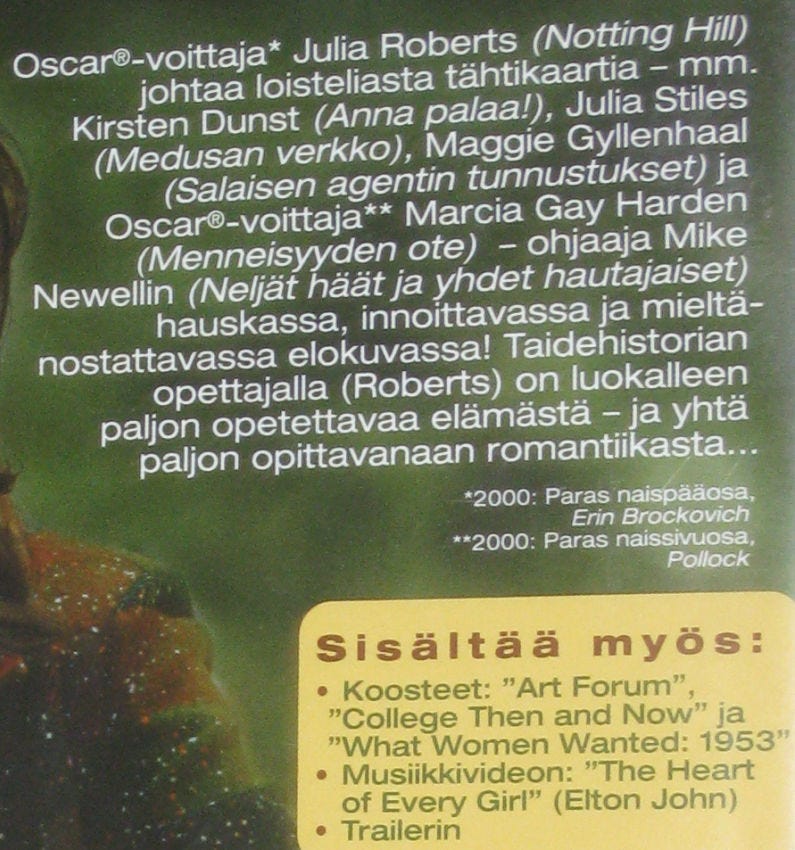 Oscar®-voittaja* Julia Roberts (Notting Hill)
johtaa loisteliasta tähtikaartia – mm.
Kirsten Dunst (Anna palaa!), Julia Stiles
(Medusan verkko), Maggie Gyllenhaal
(Salaisen agentin tunnustukset) ja
Oscar®-voittaja** Marcia Gay Harden
(Menneisyyden ote) – ohjaaja Mike
Newellin (Neljät häät ja yhdet hautajaiset)
hauskassa, innoittavassa ja mieltä-
nostattavassa elokuvassa! Taidehistorian
opettajalla (Roberts) on luokalleen
paljon opetettavaa elämästä – ja yhtä
paljon opittavanaan romantiikasta...
*2000: Paras naispääosa,
Erin Brockovich
**2000: Paras naissivuosa,
Pollock
Sisältää myös:
• Koosteet: ”Art Forum”,
”College Then and Now” ja
”What Women Wanted: 1953”
• Musiikkivideon: ”The Heart
of Every Girl” (Elton John)
• Trailerin